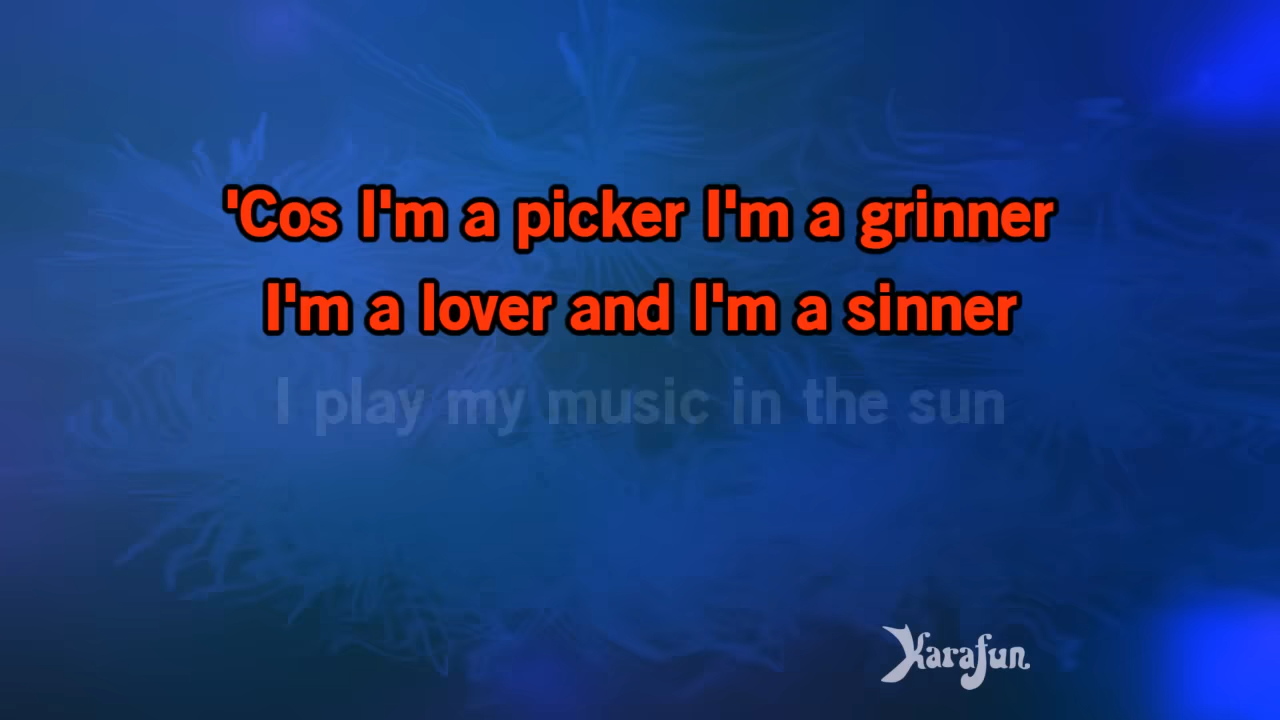 'Cos I'm a picker I'm a grinner
I'm a lover and I'm a sinner
I play my music in the sun
Karafun